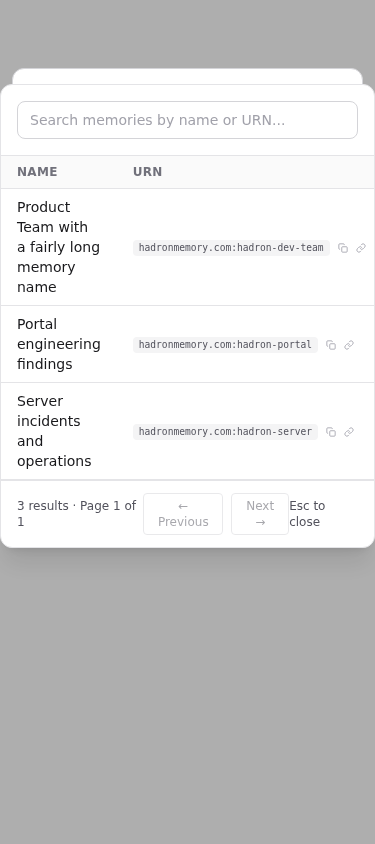 Search memories by name or URN...
NAME URN
Product
Team with
a fairly long
memory
name
hadronmemory.com:hadron-dev-team
Portal
engineering
findings
hadronmemory.com:hadron-portal
Server
incidents
and
operations
hadronmemory.com:hadron-server
3 results · Page 1 of
1
←
Previous
Next
→
Esc to
close